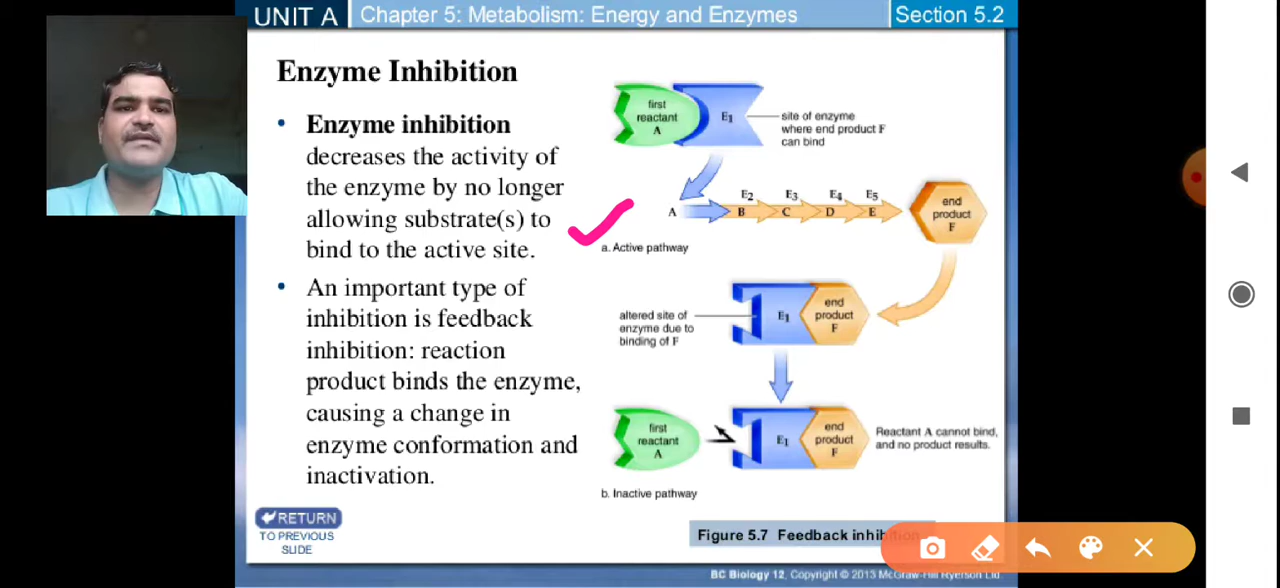 UNIT A
Chapter 5: Metabolism: Energy and Enzymes
Section 5.2
Enzyme Inhibition
• Enzyme inhibition
decreases the activity of
the enzyme by no longer
allowing substrate(s) to
bind to the active site.
• An important type of
inhibition is feedback
inhibition: reaction
product binds the enzyme,
causing a change in
enzyme conformation and
inactivation.
first
reactant
A
E1
site of enzyme
where end product F
can bind
E2 E3 E4 E5
A B C D E
end
product
F
a. Active pathway
altered site of
enzyme due to
binding of F
E1
end
product
F
first
reactant
A
E1
end
product
F
Reactant A cannot bind,
and no product results.
b. Inactive pathway
RETURN
TO PREVIOUS
SLIDE
Figure 5.7 Feedback inhibition
BC Biology 12, Copyright © 2013 McGraw-Hill Ryerson Ltd.